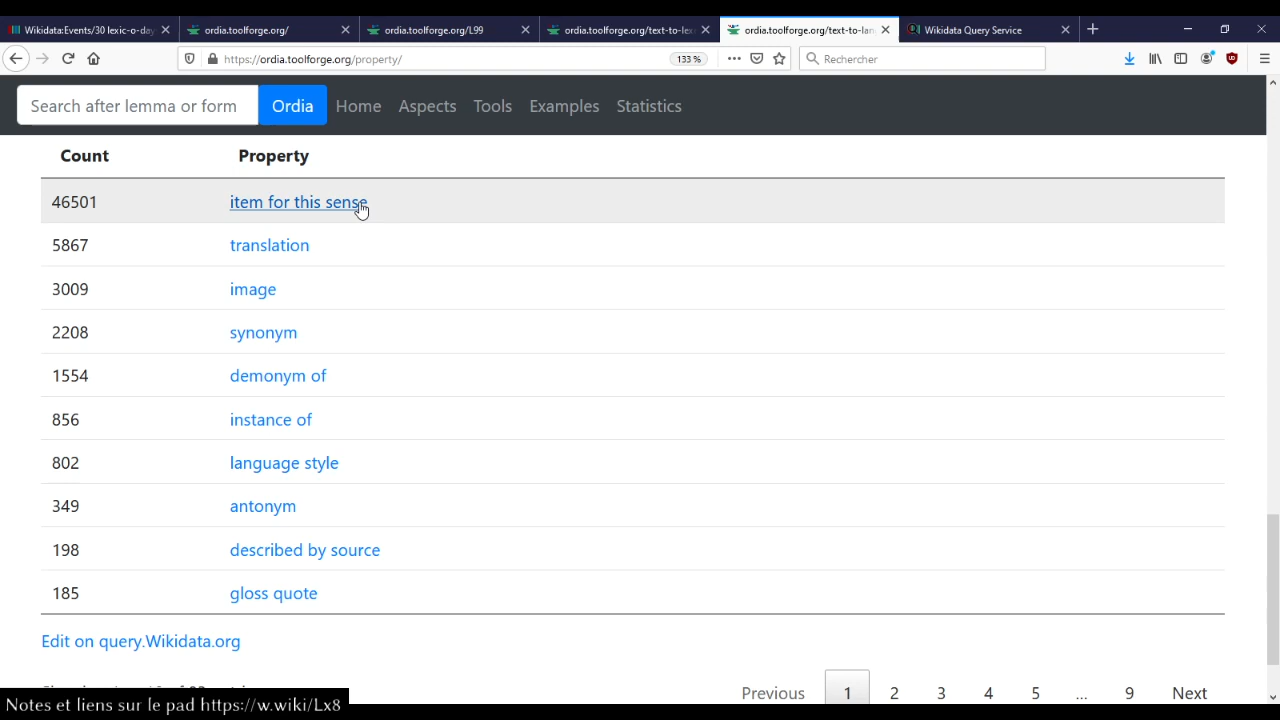 Wikidata:Events/30 lexic-o-day
ordia.toolforge.org/
ordia.toolforge.org/L99
ordia.toolforge.org/text-to-lex
ordia.toolforge.org/text-to-lan
Wikidata Query Service
https://ordia.toolforge.org/property/
133 %
Rechercher
Search after lemma or form
Ordia
Home
Aspects
Tools
Examples
Statistics
Count Property
46501 item for this sense
5867 translation
3009 image
2208 synonym
1554 demonym of
856 instance of
802 language style
349 antonym
198 described by source
185 gloss quote
Edit on query.Wikidata.org
Previous 1 2 3 4 5 ... 9 Next
Notes et liens sur le pad https://w.wiki/Lx8